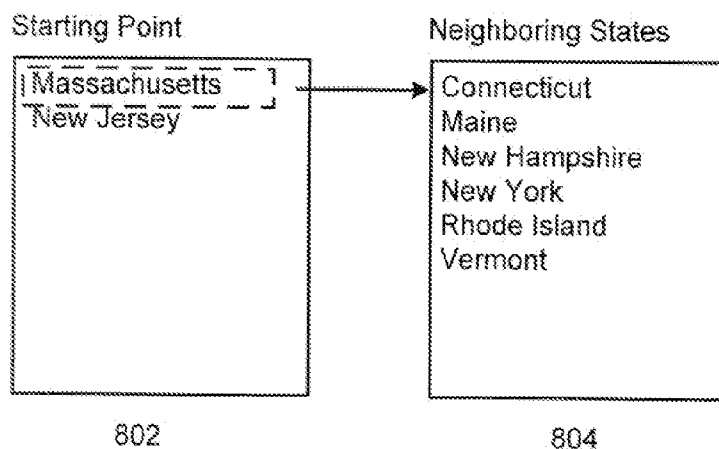 Starting Point
Massachusetts
New Jersey
802
Neighboring States
Connecticut
Maine
New Hampshire
New York
Rhode Island
Vermont
804